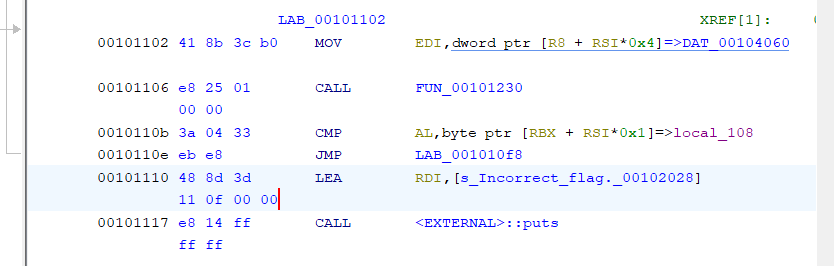 LAB_00101102 XREF[1]:
00101102 41 8b 3c b0 MOV EDI,dword ptr [R8 + RSI*0x4]=>DAT_00104060
00101106 e8 25 01 CALL FUN_00101230
00 00
0010110b 3a 04 33 CMP AL,byte ptr [RBX + RSI*0x1]=>local_108
0010110e eb e8 JMP LAB_001010f8
00101110 48 8d 3d LEA RDI,[s_Incorrect_flag._00102028]
11 0f 00 00
00101117 e8 14 ff CALL <EXTERNAL>::puts
ff ff